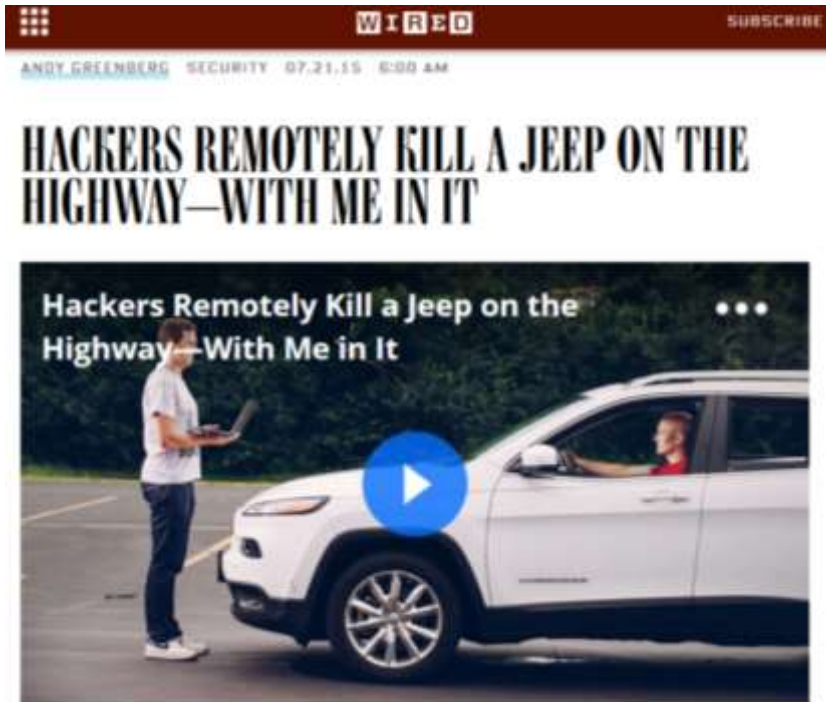 WIRED
SUBSCRIBE
ANDY GREENBERG SECURITY 07.21.15 6:00 AM
HACKERS REMOTELY KILL A JEEP ON THE
HIGHWAY—WITH ME IN IT
Hackers Remotely Kill a Jeep on the
Highway—With Me in It